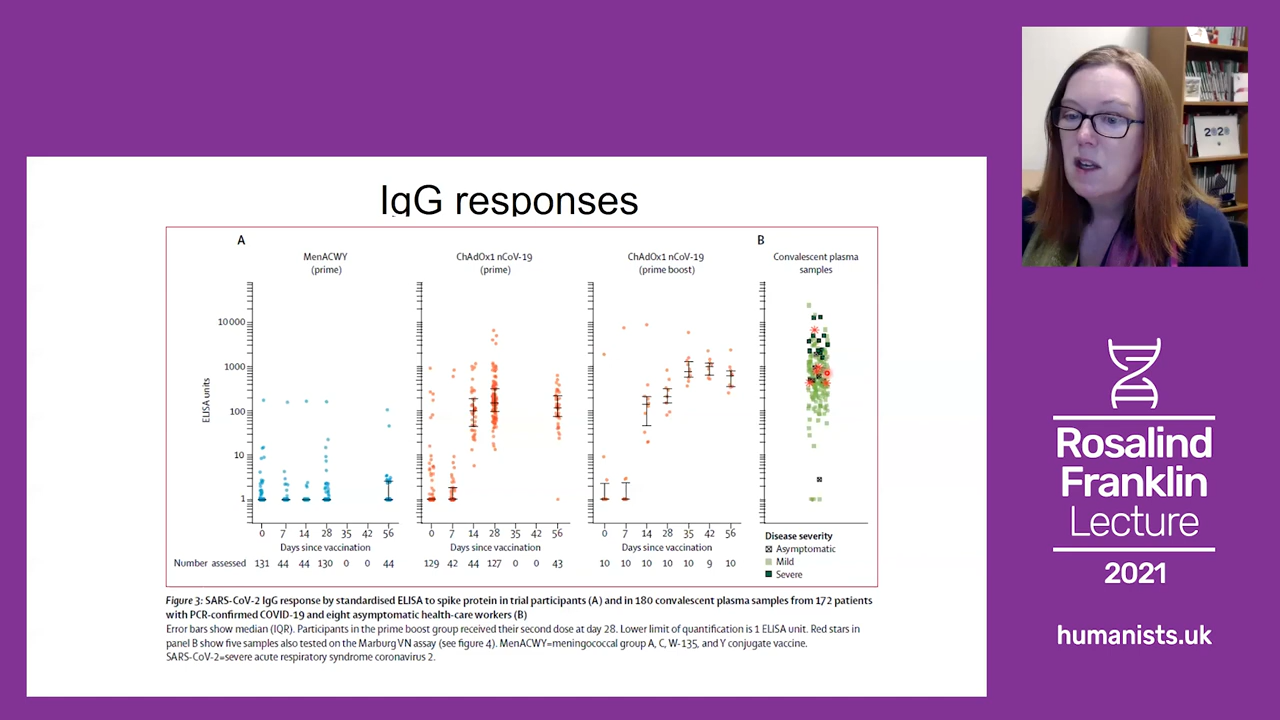 IgG responses
A
B
MenACWY
(prime)
ChAdOx1 nCoV-19
(prime)
ChAdOx1 nCoV-19
(prime boost)
Convalescent plasma
samples
ELISA units
10 000
1000
100
10
1
0 7 14 28 35 42 56
0 7 14 28 35 42 56
0 7 14 28 35 42 56
Days since vaccination
Days since vaccination
Days since vaccination
Number assessed 131 44 44 130 0 0 44
129 42 44 127 0 0 43
10 10 10 10 10 9 10
Disease severity
Asymptomatic
Mild
Severe
Figure 3: SARS-CoV-2 IgG response by standardised ELISA to spike protein in trial participants (A) and in 180 convalescent plasma samples from 172 patients
with PCR-confirmed COVID-19 and eight asymptomatic health-care workers (B)
Error bars show median (IQR). Participants in the prime boost group received their second dose at day 28. Lower limit of quantification is 1 ELISA unit. Red stars in
panel B show five samples also tested on the Marburg VN assay (see figure 4). MenACWY=meningococcal group A, C, W-135, and Y conjugate vaccine.
SARS-CoV-2=severe acute respiratory syndrome coronavirus 2.
2020
Rosalind
Franklin
Lecture
2021
humanists.uk